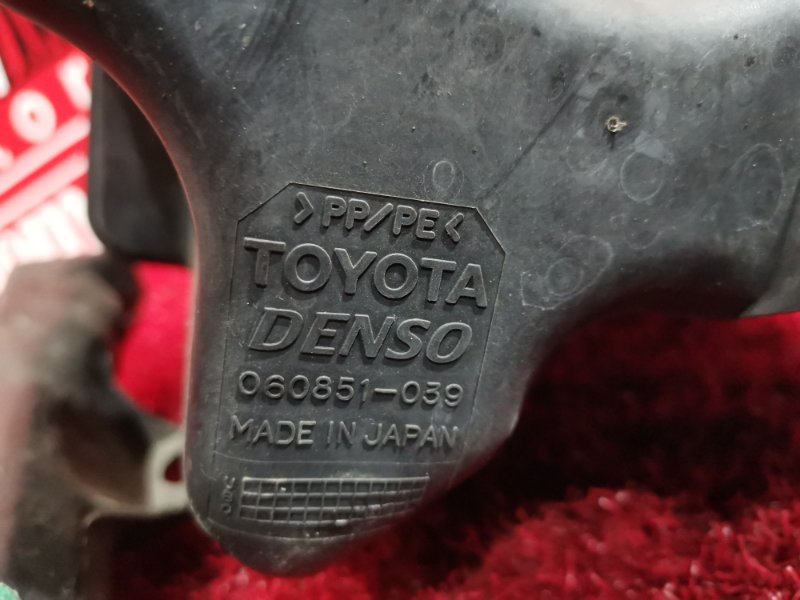 >PP/PE<
TOYOTA
DENSO
060851-039
MADE IN JAPAN